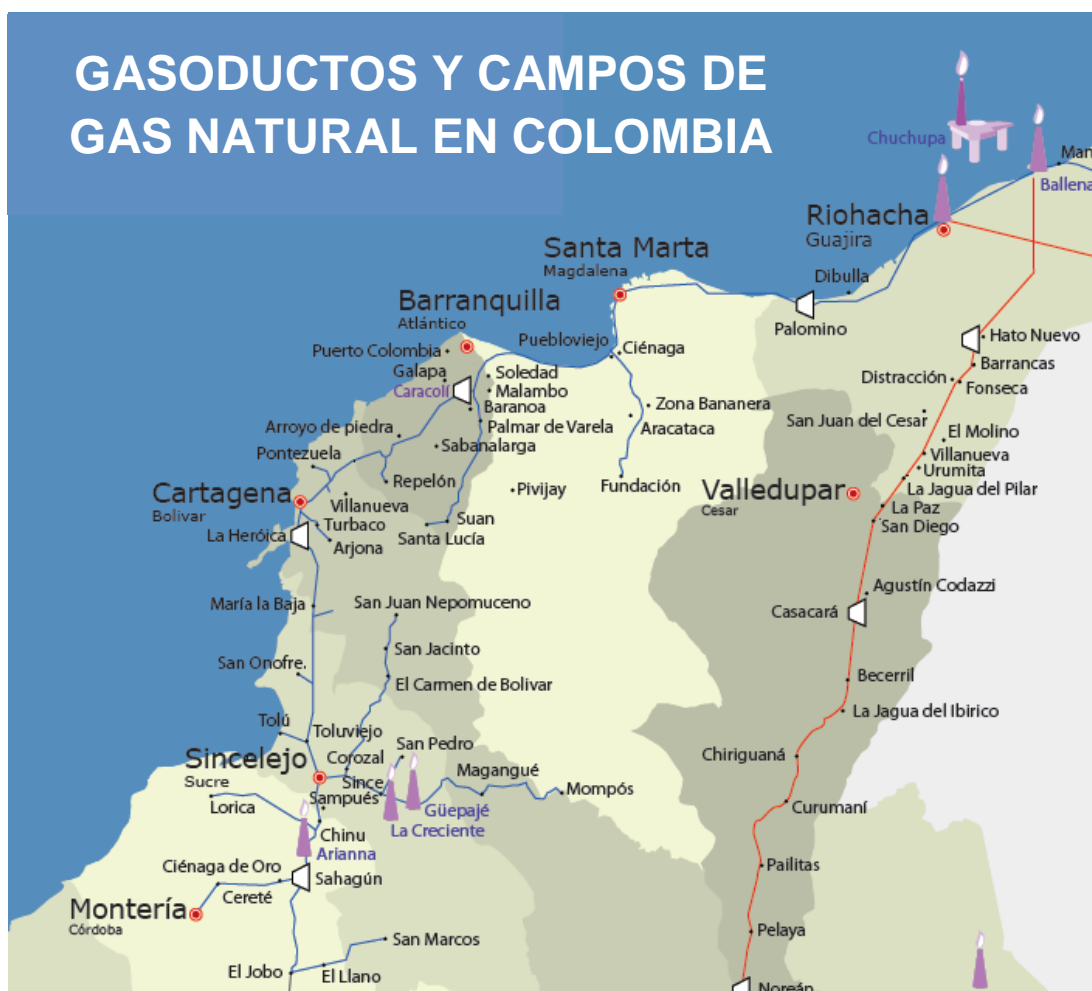 GASODUCTOS Y CAMPOS DE
GAS NATURAL EN COLOMBIA
Chuchupa
Man
Ballena
Riohacha
Guajira
Santa Marta
Magdalena
Dibulla
Barranquilla
Atlántico
Palomino
Puebloviejo
Ciénaga
Hato Nuevo
Puerto Colombia
Galapa
Caracolí
Soledad
Malambo
Baranoa
Barrancas
Distracción
Fonseca
Zona Bananera
Aracataca
San Juan del Cesar
Palmar de Varela
Arroyo de piedra
Sabanalarga
El Molino
Villanueva
Urumita
Pontezuela
Repelón
Pivijay
Fundación
Valledupar
Cesar
La Jagua del Pilar
La Paz
San Diego
Cartagena
Bolivar
Villanueva
Turbaco
Suan
Santa Lucía
La Heróica
Arjona
Agustín Codazzi
Casacará
María la Baja
San Juan Nepomuceno
San Jacinto
San Onofre.
El Carmen de Bolivar
Becerril
La Jagua del Ibirico
Tolú
Toluviejo
San Pedro
Chiriguaná
Sincelejo
Sucre
Corozal
Since
Sampués
Magangué
Mompós
Güepajé
La Creciente
Curumaní
Lorica
Chinu
Arianna
Ciénaga de Oro
Sahagún
Cereté
Pailitas
Montería
Córdoba
San Marcos
Pelaya
El Jobo
El Llano
Noreán